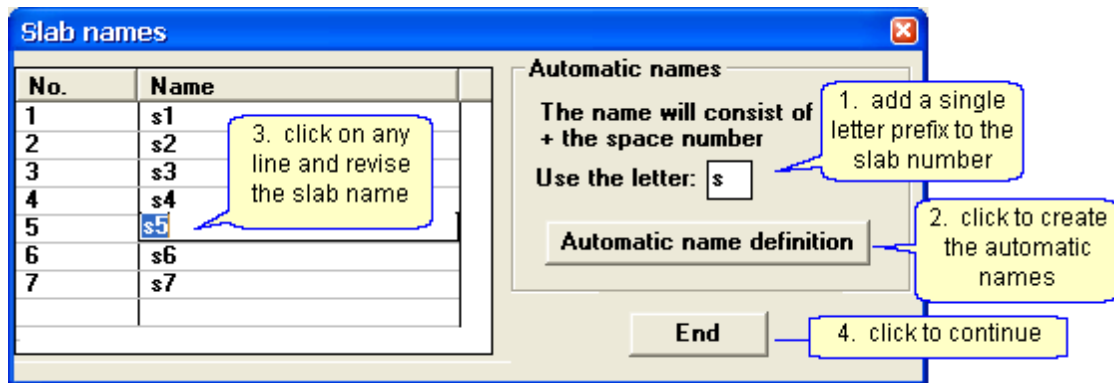 Slab names
No. Name
1 s1
2 s2
3 s3
4 s4
5 s5
6 s6
7 s7
3. click on any
line and revise
the slab name
Automatic names
The name will consist of
+ the space number
Use the letter: s
1. add a single
letter prefix to the
slab number
Automatic name definition
2. click to create
the automatic
names
End
4. click to continue